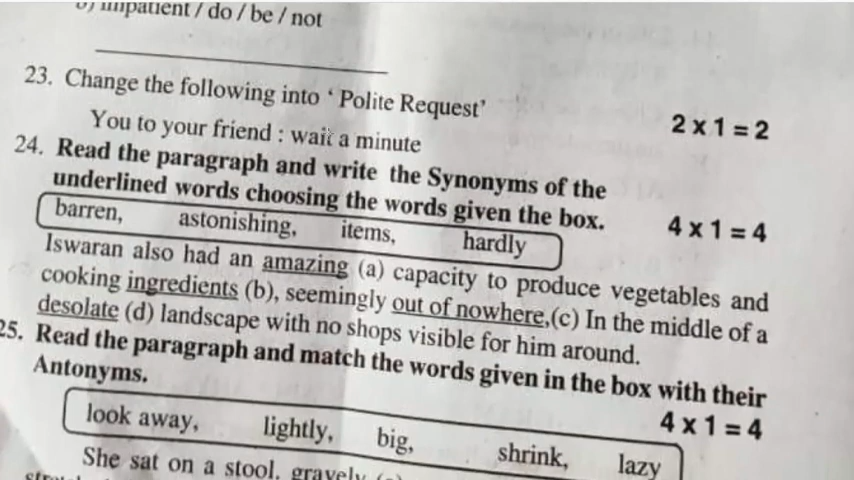 b) impatient / do / be / not
23. Change the following into ‘ Polite Request’
2 x 1 = 2
You to your friend : wait a minute
24. Read the paragraph and write the Synonyms of the
underlined words choosing the words given the box.
4 x 1 = 4
barren, astonishing, items, hardly
Iswaran also had an amazing (a) capacity to produce vegetables and
cooking ingredients (b), seemingly out of nowhere,(c) In the middle of a
desolate (d) landscape with no shops visible for him around.
25. Read the paragraph and match the words given in the box with their
Antonyms.
4 x 1 = 4
look away, lightly, big, shrink, lazy
She sat on a stool, gravely